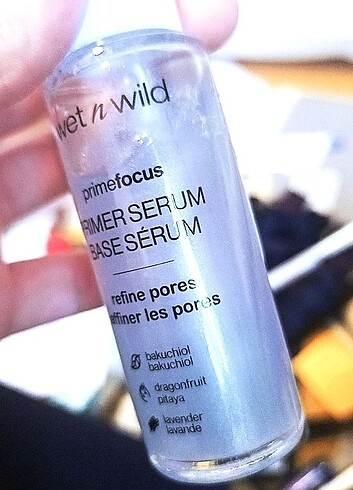 wet n wild
primefocus
PRIMER SERUM
BASE SÉRUM
refine pores
affiner les pores
bakuchiol
bakuchiol
dragonfruit
pitaya
lavender
lavande